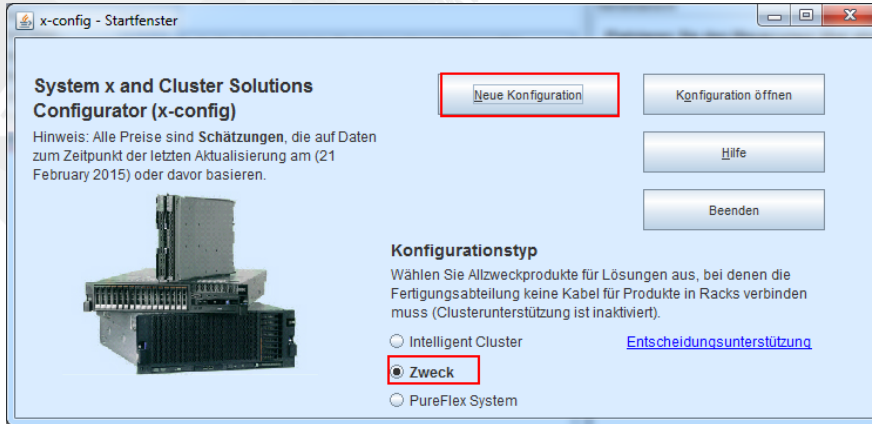 x-config - Startfenster
System x and Cluster Solutions
Configurator (x-config)
Hinweis: Alle Preise sind Schätzungen, die auf Daten
zum Zeitpunkt der letzten Aktualisierung am (21
February 2015) oder davor basieren.
Neue Konfiguration
Konfiguration öffnen
Hilfe
Beenden
Konfigurationstyp
Wählen Sie Allzweckprodukte für Lösungen aus, bei denen die
Fertigungsabteilung keine Kabel für Produkte in Racks verbinden
muss (Clusterunterstützung ist inaktiviert).
Intelligent Cluster
Entscheidungsunterstützung
Zweck
PureFlex System